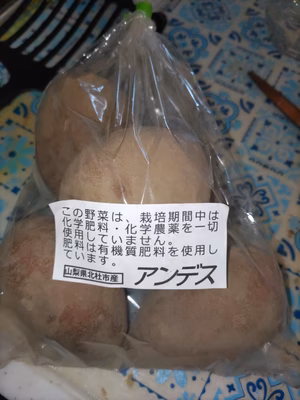 この野菜は、栽培期間中は
化学肥料・化学農薬を一切
使用していません。
肥料は有機質肥料を使用し
ています。
山梨県北杜市産
アンデス